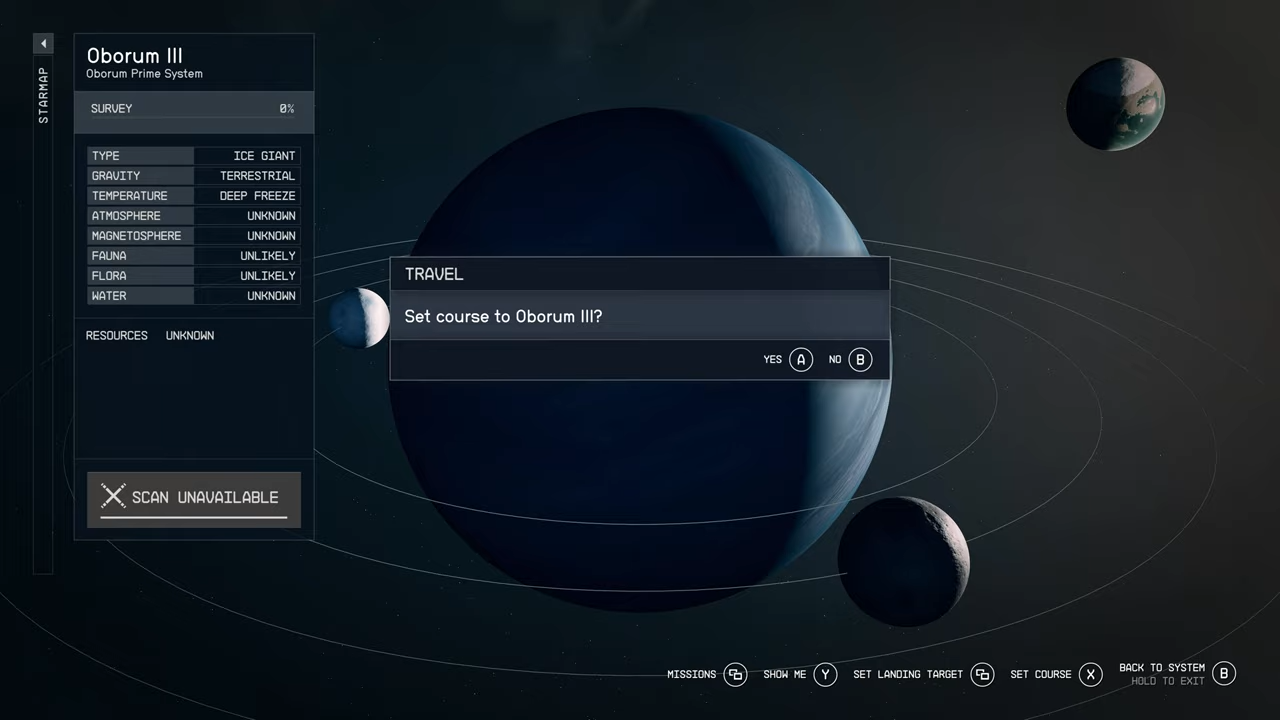 STARMAP
Oborum III
Oborum Prime System
SURVEY 0%
TYPE ICE GIANT
GRAVITY TERRESTRIAL
TEMPERATURE DEEP FREEZE
ATMOSPHERE UNKNOWN
MAGNETOSPHERE UNKNOWN
FAUNA UNLIKELY
FLORA UNLIKELY
WATER UNKNOWN
RESOURCES UNKNOWN
SCAN UNAVAILABLE
TRAVEL
Set course to Oborum III?
YES A NO B
MISSIONS SHOW ME Y SET LANDING TARGET SET COURSE X BACK TO SYSTEM B
HOLD TO EXIT